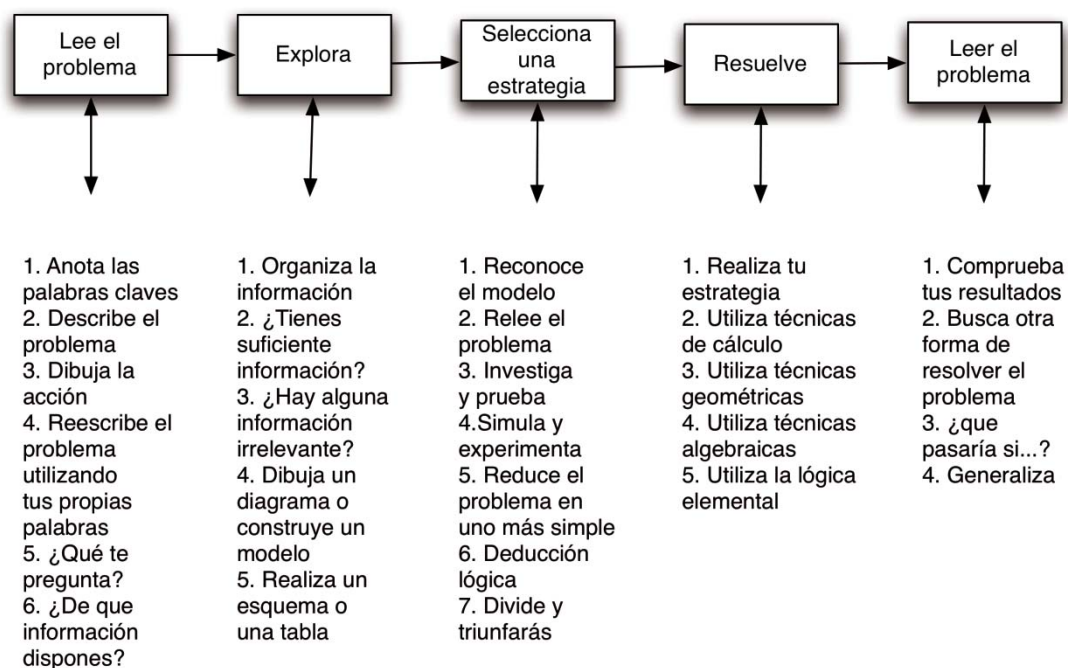 Lee el
problema
Explora
Selecciona
una
estrategia
Resuelve
Leer el
problema
1. Anota las
palabras claves
2. Describe el
problema
3. Dibuja la
acción
4. Reescribe el
problema
utilizando
tus propias
palabras
5. ¿Qué te
pregunta?
6. ¿De que
información
dispones?
1. Organiza la
información
2. ¿Tienes
suficiente
información?
3. ¿Hay alguna
información
irrelevante?
4. Dibuja un
diagrama o
construye un
modelo
5. Realiza un
esquema o
una tabla
1. Reconoce
el modelo
2. Relee el
problema
3. Investiga
y prueba
4.Simula y
experimenta
5. Reduce el
problema en
uno más simple
6. Deducción
lógica
7. Divide y
triunfarás
1. Realiza tu
estrategia
2. Utiliza técnicas
de cálculo
3. Utiliza técnicas
geométricas
4. Utiliza técnicas
algebraicas
5. Utiliza la lógica
elemental
1. Comprueba
tus resultados
2. Busca otra
forma de
resolver el
problema
3. ¿que
pasaría si...?
4. Generaliza